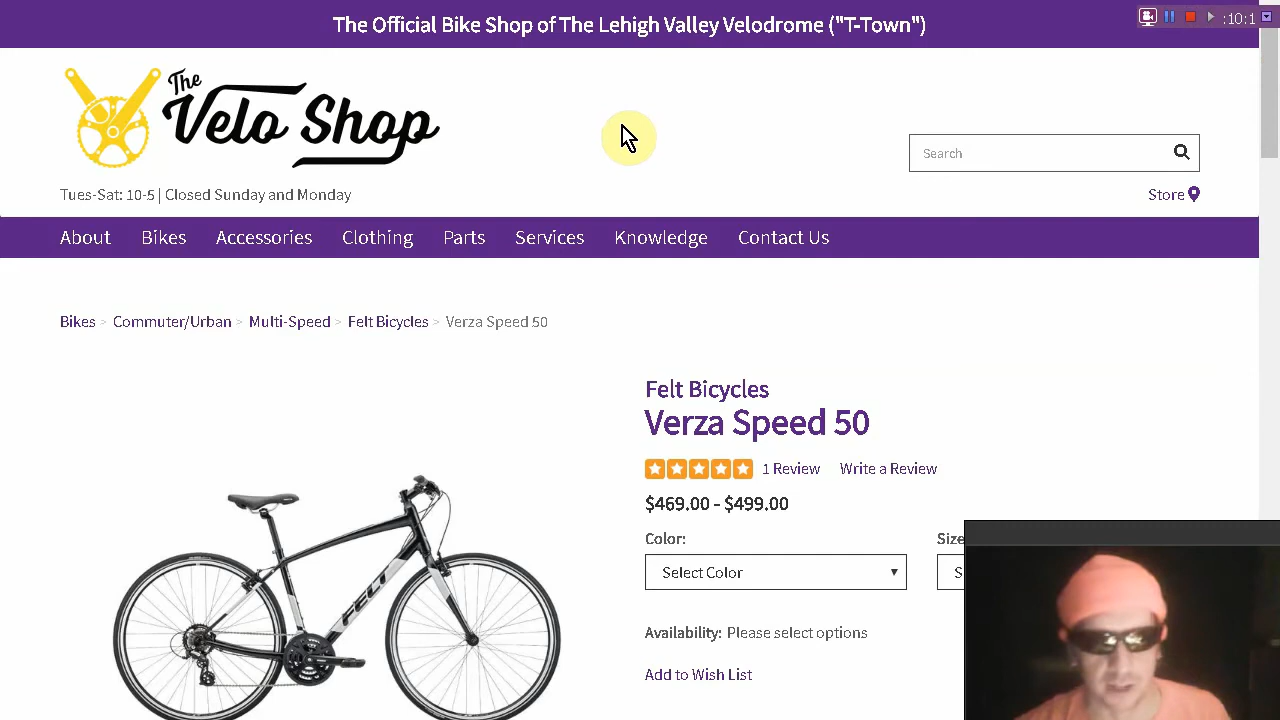 The Official Bike Shop of The Lehigh Valley Velodrome ("T-Town")
:10:1
The
Velo Shop
Search
Tues-Sat: 10-5 | Closed Sunday and Monday
Store
About Bikes Accessories Clothing Parts Services Knowledge Contact Us
Bikes > Commuter/Urban > Multi-Speed > Felt Bicycles > Verza Speed 50
Felt Bicycles
Verza Speed 50
1 Review Write a Review
$469.00 - $499.00
Color: Size
Select Color S
Availability: Please select options
Add to Wish List
FELT